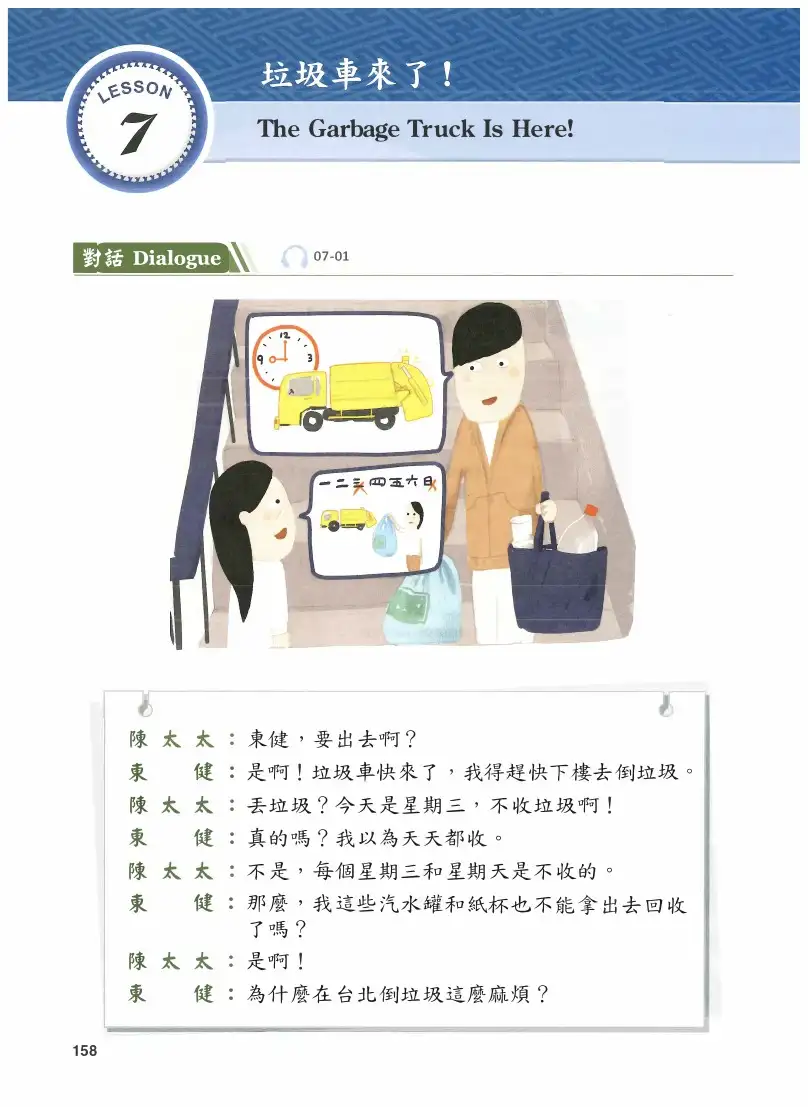 垃圾車來了！
LESSON
7
The Garbage Truck Is Here!
對話 Dialogue
07-01
12
9
3
一二三四五六日
陳太太：東健，要出去啊？
東健：是啊！垃圾車快來了，我得趕快下樓去倒垃圾。
陳太太：丟垃圾？今天是星期三，不收垃圾啊！
東健：真的嗎？我以為天天都收。
陳太太：不是，每個星期三和星期天是不收的。
東健：那麼，我這些汽水罐和紙杯也不能拿出去回收
了嗎？
陳太太：是啊！
東健：為什麼在台北倒垃圾這麼麻煩？
158